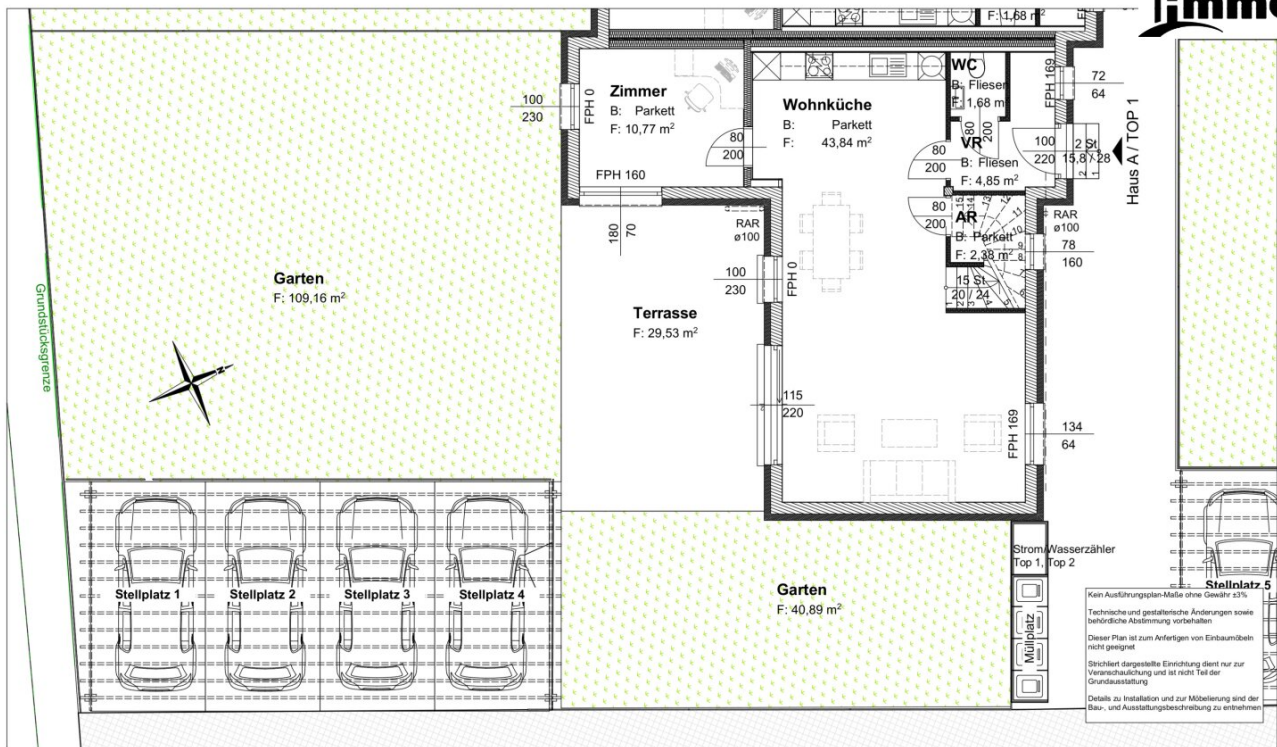 F: 1,68 m²
Zimmer
B: Parkett
F: 10,77 m²
100
230
FPH 0
FPH 160
180
70
80
200
Wohnküche
B: Parkett
F: 43,84 m²
WC
B: Fliesen
F: 1,68 m²
80
200
FPH 169
72
64
VR
B: Fliesen
F: 4,85 m²
80
200
100
220
2 St
15,8 / 28
2
1
Haus A / TOP 1
80
200
AR
B: Parkett
F: 2,38 m²
15 St
20 / 24
RAR
ø100
RAR
ø100
78
160
100
230
FPH 0
Garten
F: 109,16 m²
Terrasse
F: 29,53 m²
Grundstücksgrenze
N
115
220
FPH 169
134
64
Stellplatz 1
Stellplatz 2
Stellplatz 3
Stellplatz 4
Garten
F: 40,89 m²
Strom/Wasserzähler
Top 1, Top 2
Müllplatz
Stellplatz 5
Kein Ausführungsplan-Maße ohne Gewähr ±3%
Technische und gestalterische Änderungen sowie
behördliche Abstimmung vorbehalten
Dieser Plan ist zum Anfertigen von Einbaumöbeln
nicht geeignet
Strichliert dargestellte Einrichtung dient nur zur
Veranschaulichung und ist nicht Teil der
Grundausstattung
Details zu Installation und zur Möbelierung sind der
Bau-, und Ausstattungsbeschreibung zu entnehmen